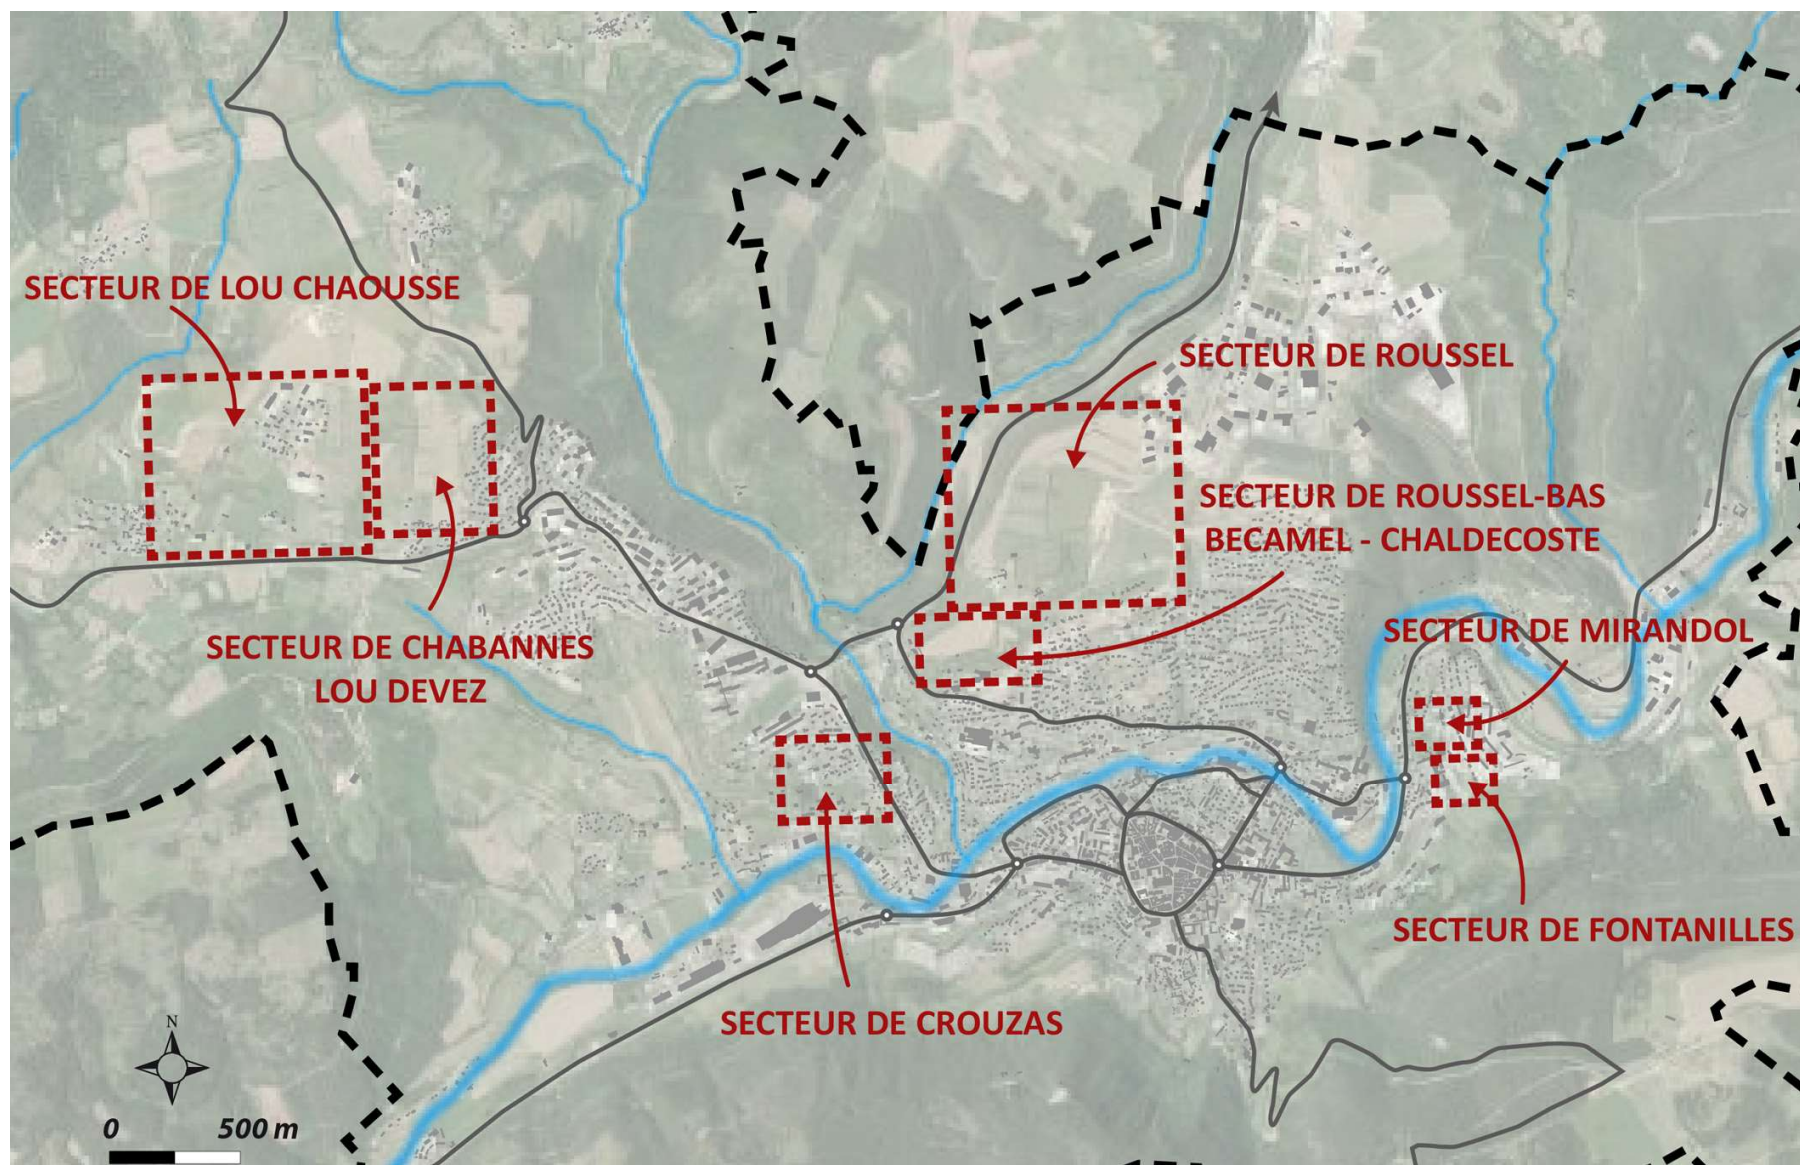 SECTEUR DE LOU CHAOUSSE
SECTEUR DE ROUSSEL
SECTEUR DE ROUSSEL-BAS
BECAMEL - CHALDECOSTE
SECTEUR DE CHABANNES
LOU DEVEZ
SECTEUR DE MIRANDOL
SECTEUR DE FONTANILLES
SECTEUR DE CROUZAS
N
0 500 m